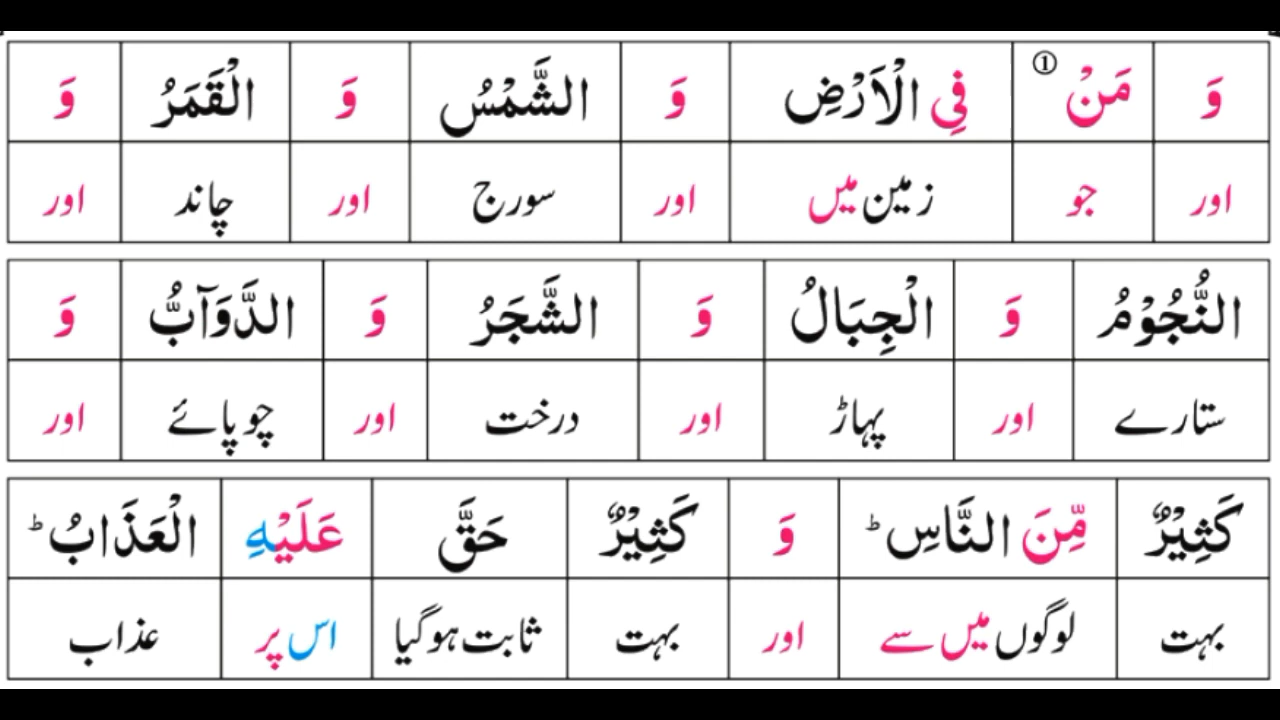 وَ مَنْ ① فِي الْاَرْضِ وَ الشَّمْسُ وَ الْقَمَرُ وَ
اور جو زمین میں اور سورج اور چاند اور
النُّجُوْمُ وَ الْجِبَالُ وَ الشَّجَرُ وَ الدَّوَآبُّ وَ
ستارے اور پہاڑ اور درخت اور چوپائے اور
كَثِيْرٌ مِّنَ النَّاسِ ؕ وَ كَثِيْرٌ حَقَّ عَلَيْهِ الْعَذَابُ ؕ
بہت لوگوں میں سے اور بہت ثابت ہوگیا اس پر عذاب